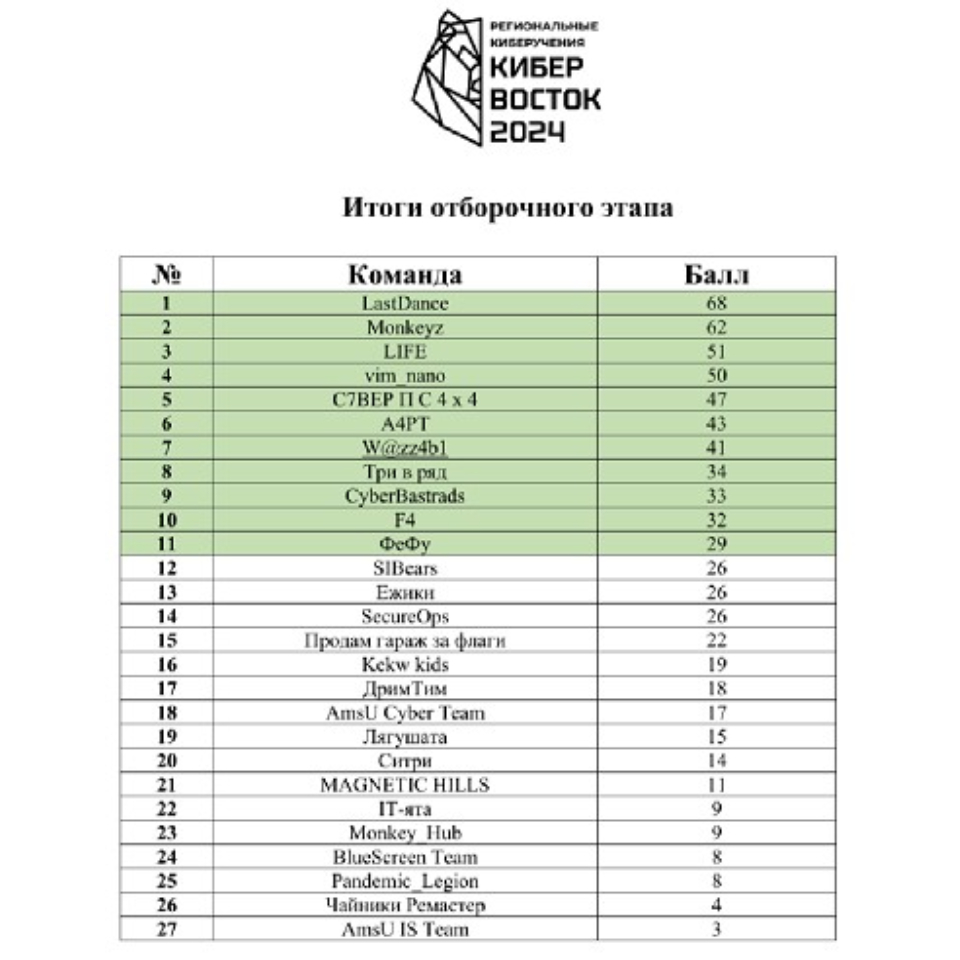 РЕГИОНАЛЬНЫЕ
КИБЕРУЧЕНИЯ
КИБЕР
ВОСТОК
2024
Итоги отборочного этапа
№ Команда Балл
1 LastDance 68
2 Monkeyz 62
3 LIFE 51
4 vim_nano 50
5 C7BEP П С 4 x 4 47
6 A4PT 43
7 W@zz4b1 41
8 Три в ряд 34
9 CyberBastrads 33
10 F4 32
11 ФеФу 29
12 SIBears 26
13 Ежики 26
14 SecureOps 26
15 Продам гараж за флаги 22
16 Kekw kids 19
17 ДримТим 18
18 AmsU Cyber Team 17
19 Лягушата 15
20 Ситри 14
21 MAGNETIC HILLS 11
22 IT-ята 9
23 Monkey_Hub 9
24 BlueScreen Team 8
25 Pandemic_Legion 8
26 Чайники Ремастер 4
27 AmsU IS Team 3